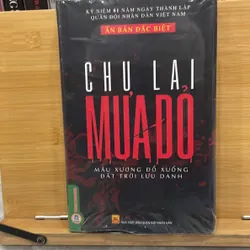 KỶ NIỆM 81 NĂM NGÀY THÀNH LẬP
QUÂN ĐỘI NHÂN DÂN VIỆT NAM
ẤN BẢN ĐẶC BIỆT
CHU LAI
MƯA ĐỎ
MÁU XƯƠNG ĐỔ XUỐNG
ĐẤT TRỜI LƯU DANH